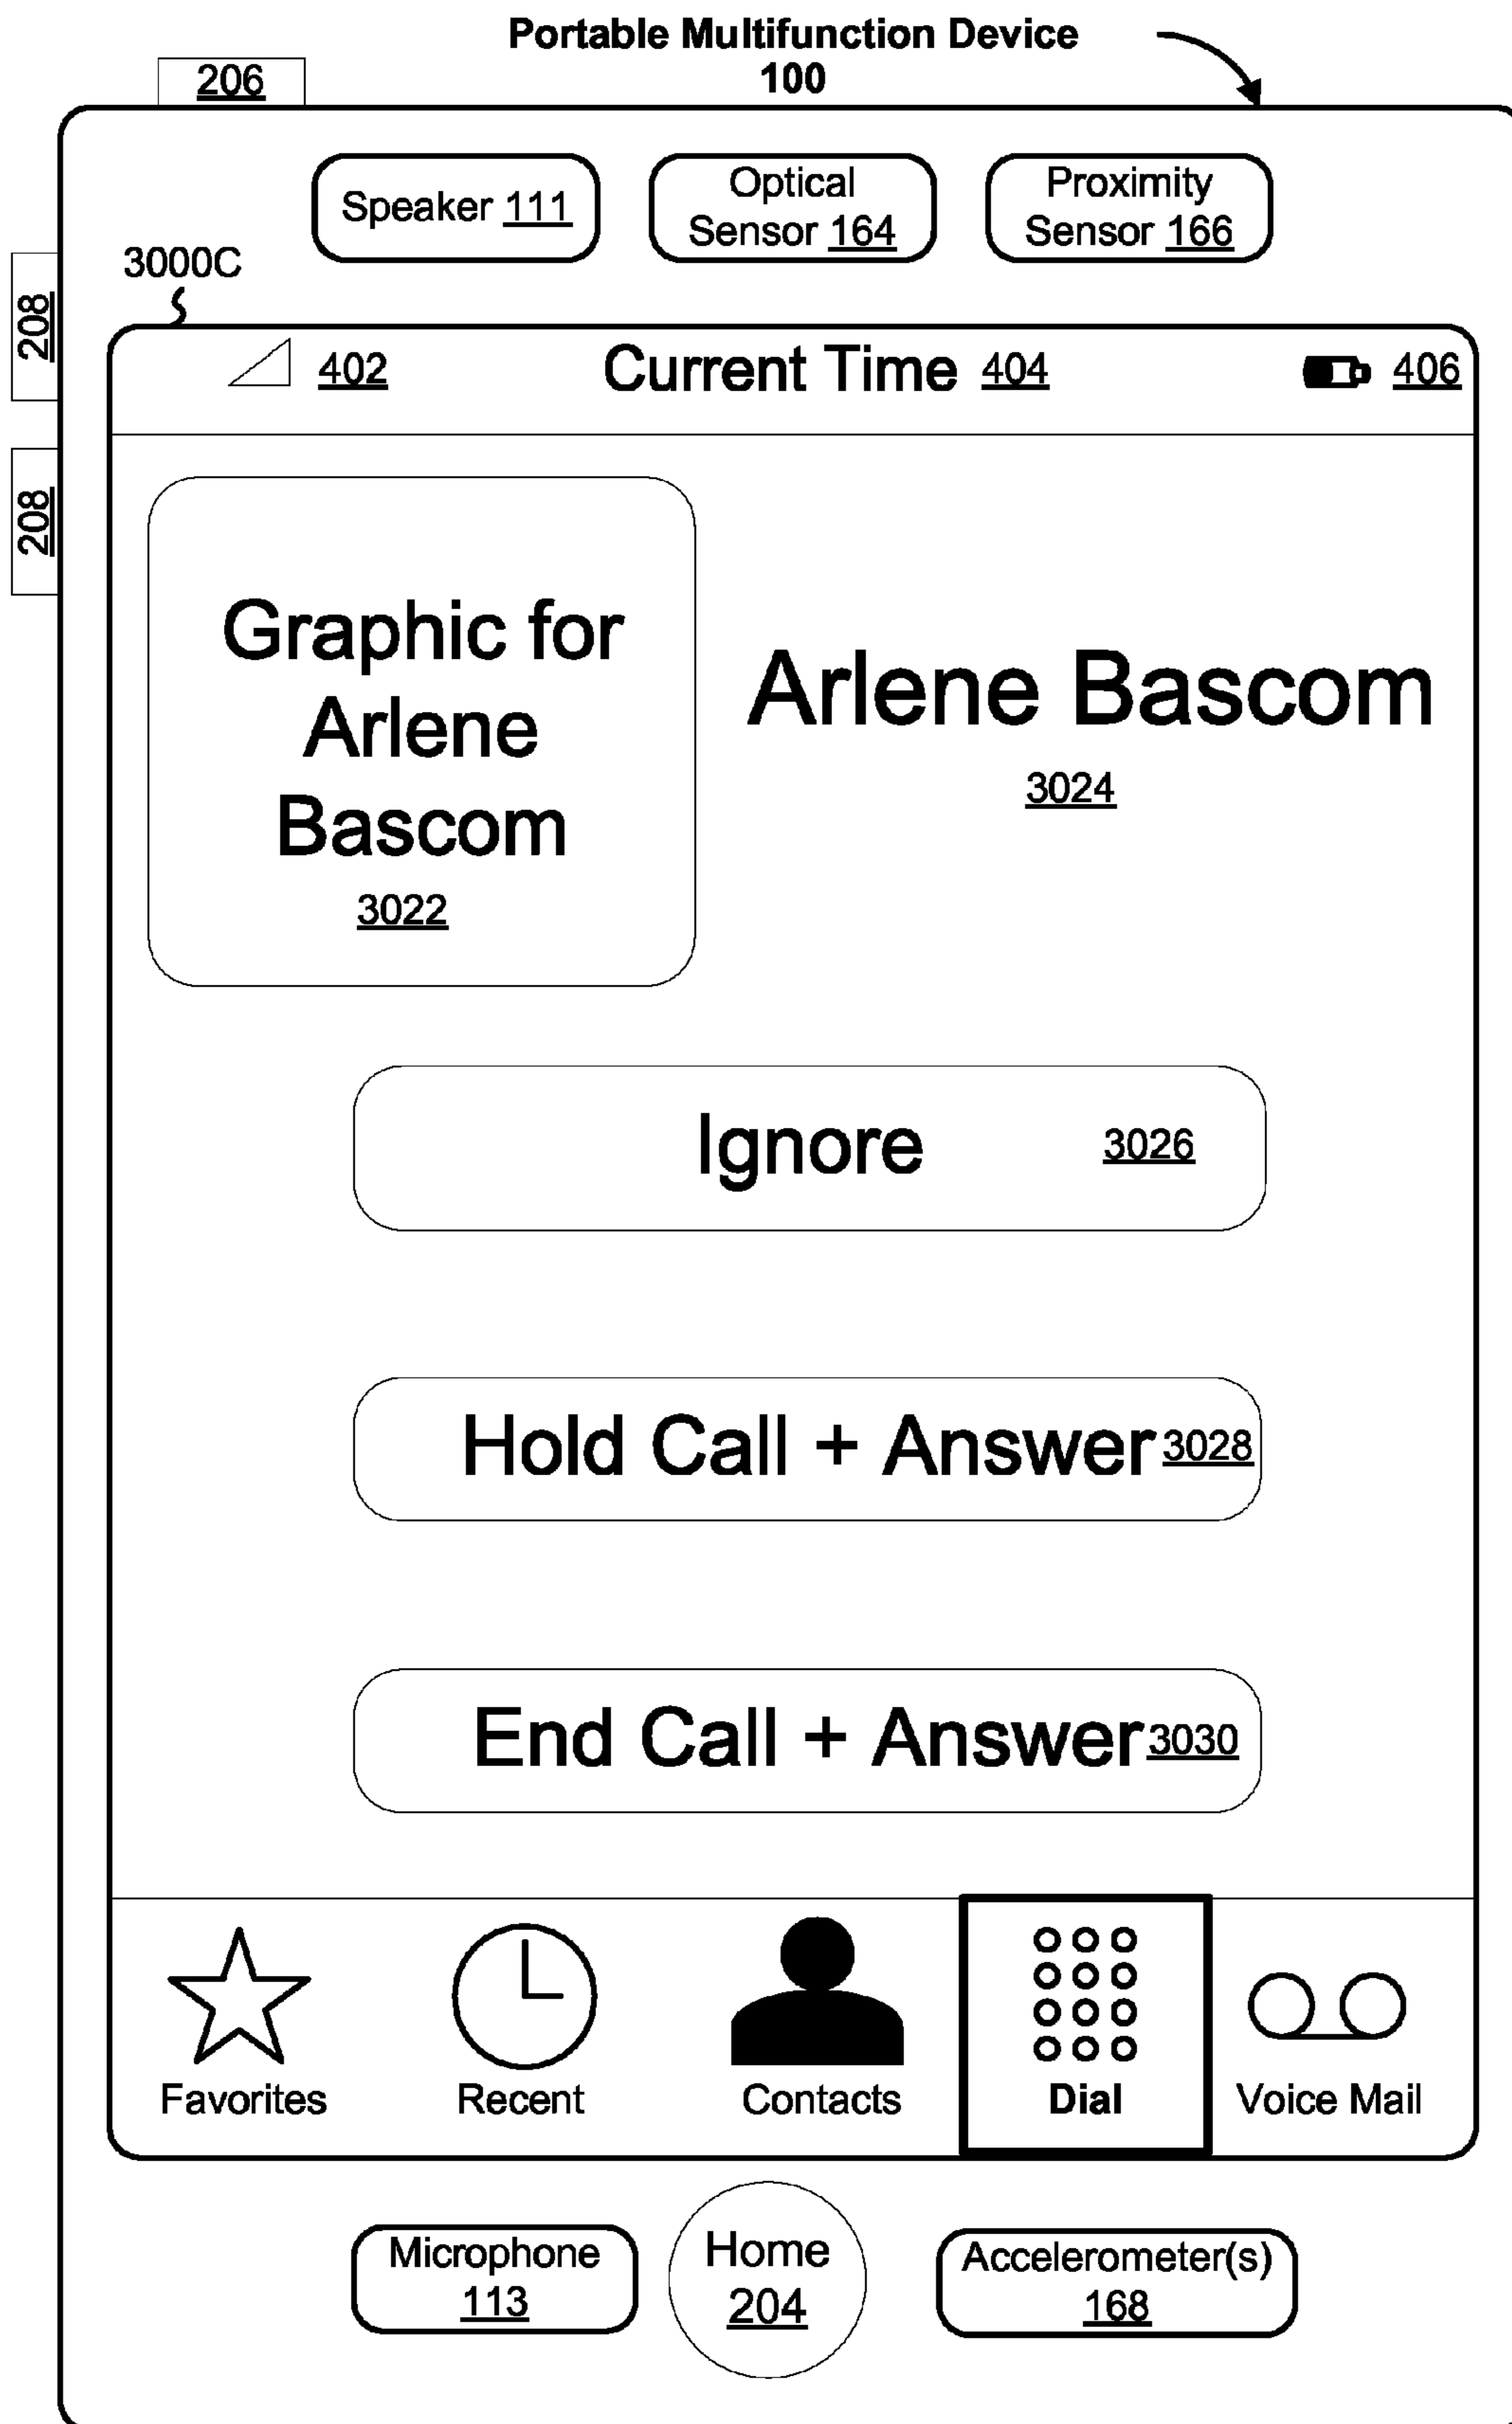 Portable Multifunction Device
100
206
Speaker 111
Optical
Sensor 164
Proximity
Sensor 166
3000C
208
208
402
Current Time 404
406
Graphic for
Arlene
Bascom
3022
Arlene Bascom
3024
Ignore 3026
Hold Call + Answer 3028
End Call + Answer 3030
Favorites
Recent
Contacts
Dial
Voice Mail
Microphone
113
Home
204
Accelerometer(s)
168